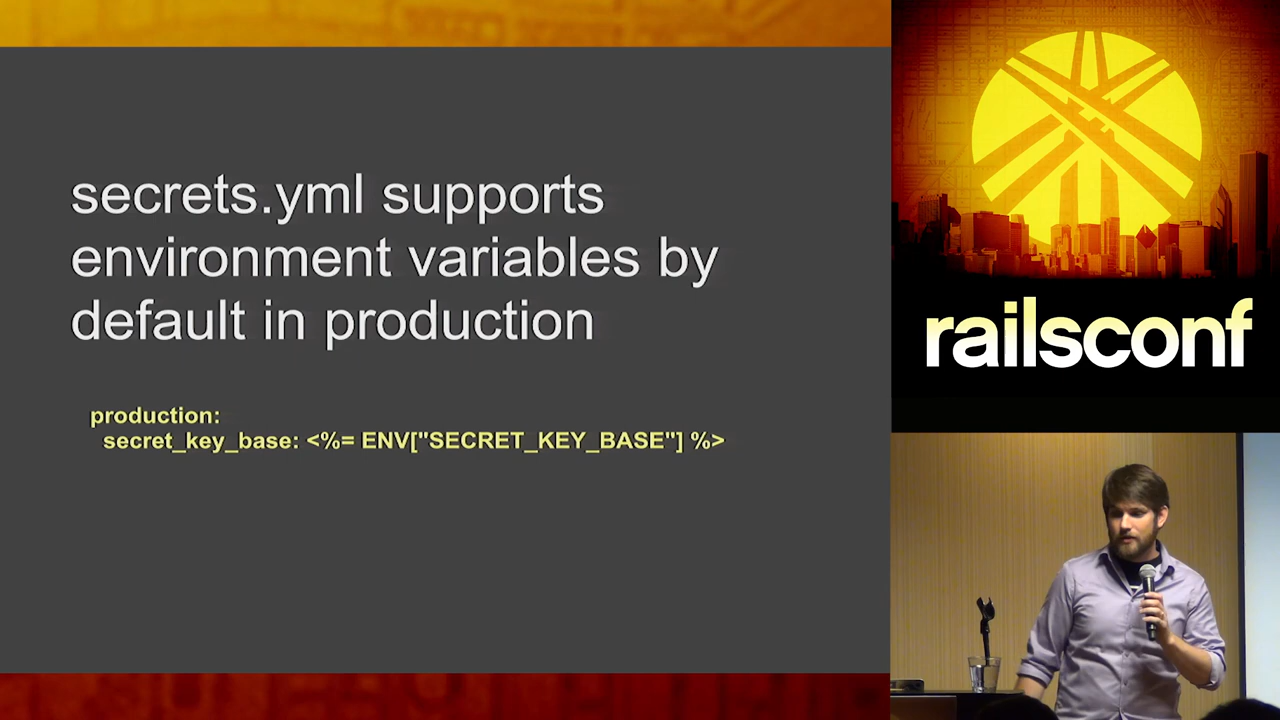 secrets.yml supports
environment variables by
default in production
production:
secret_key_base: <%= ENV["SECRET_KEY_BASE"] %>
railsconf